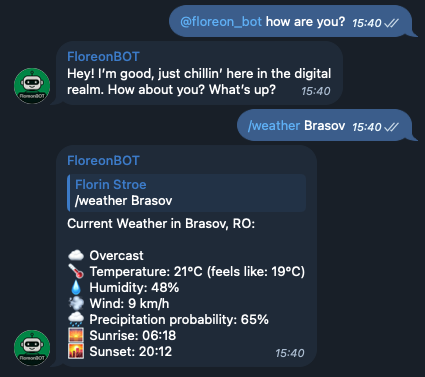 @floreon_bot how are you? 15:40
FloreonBOT
Hey! I'm good, just chillin' here in the digital
realm. How about you? What's up? 15:40
FloreonBOT
/weather Brasov 15:40
FloreonBOT
Florin Stroe
/weather Brasov
Current Weather in Brasov, RO:
☁️ Overcast
🌡️ Temperature: 21°C (feels like: 19°C)
💧 Humidity: 48%
💨 Wind: 9 km/h
🌧️ Precipitation probability: 65%
🌅 Sunrise: 06:18
🌇 Sunset: 20:12 15:40
FloreonBOT